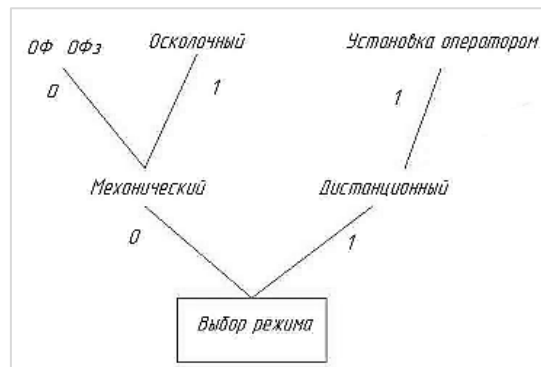 ОФ ОФз Осколочный Установка оператором
0 1 1
Механический Дистанционный
0 1
Выбор режима